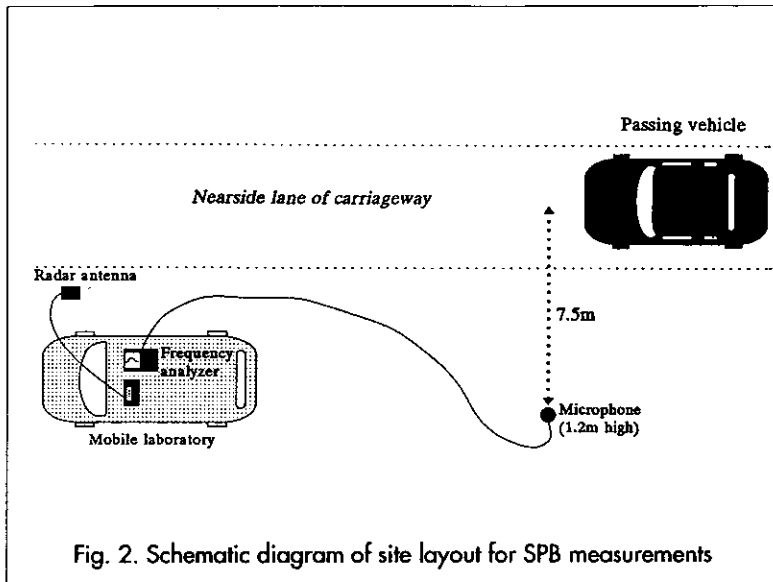 Passing vehicle
Nearside lane of carriageway
Radar antenna
7.5m
Frequency
analyzer
Microphone
(1.2m high)
Mobile laboratory
Fig. 2. Schematic diagram of site layout for SPB measurements